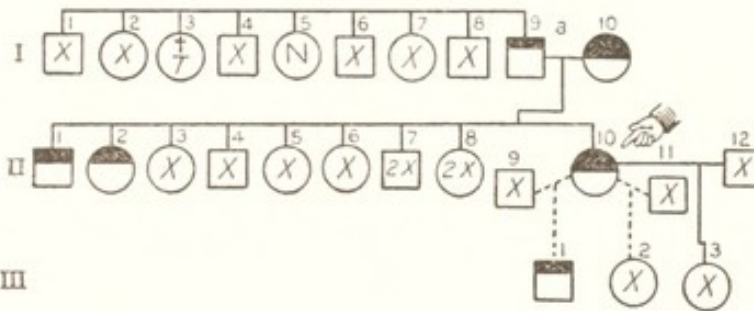 1 2 3 4 5 6 7 8 9 a 10
I X X † T X N X X X
1 2 3 4 5 6 7 8 10
II X X X X 2X 2X 9 X 11 X 12 X
III 1 2 X 3 X